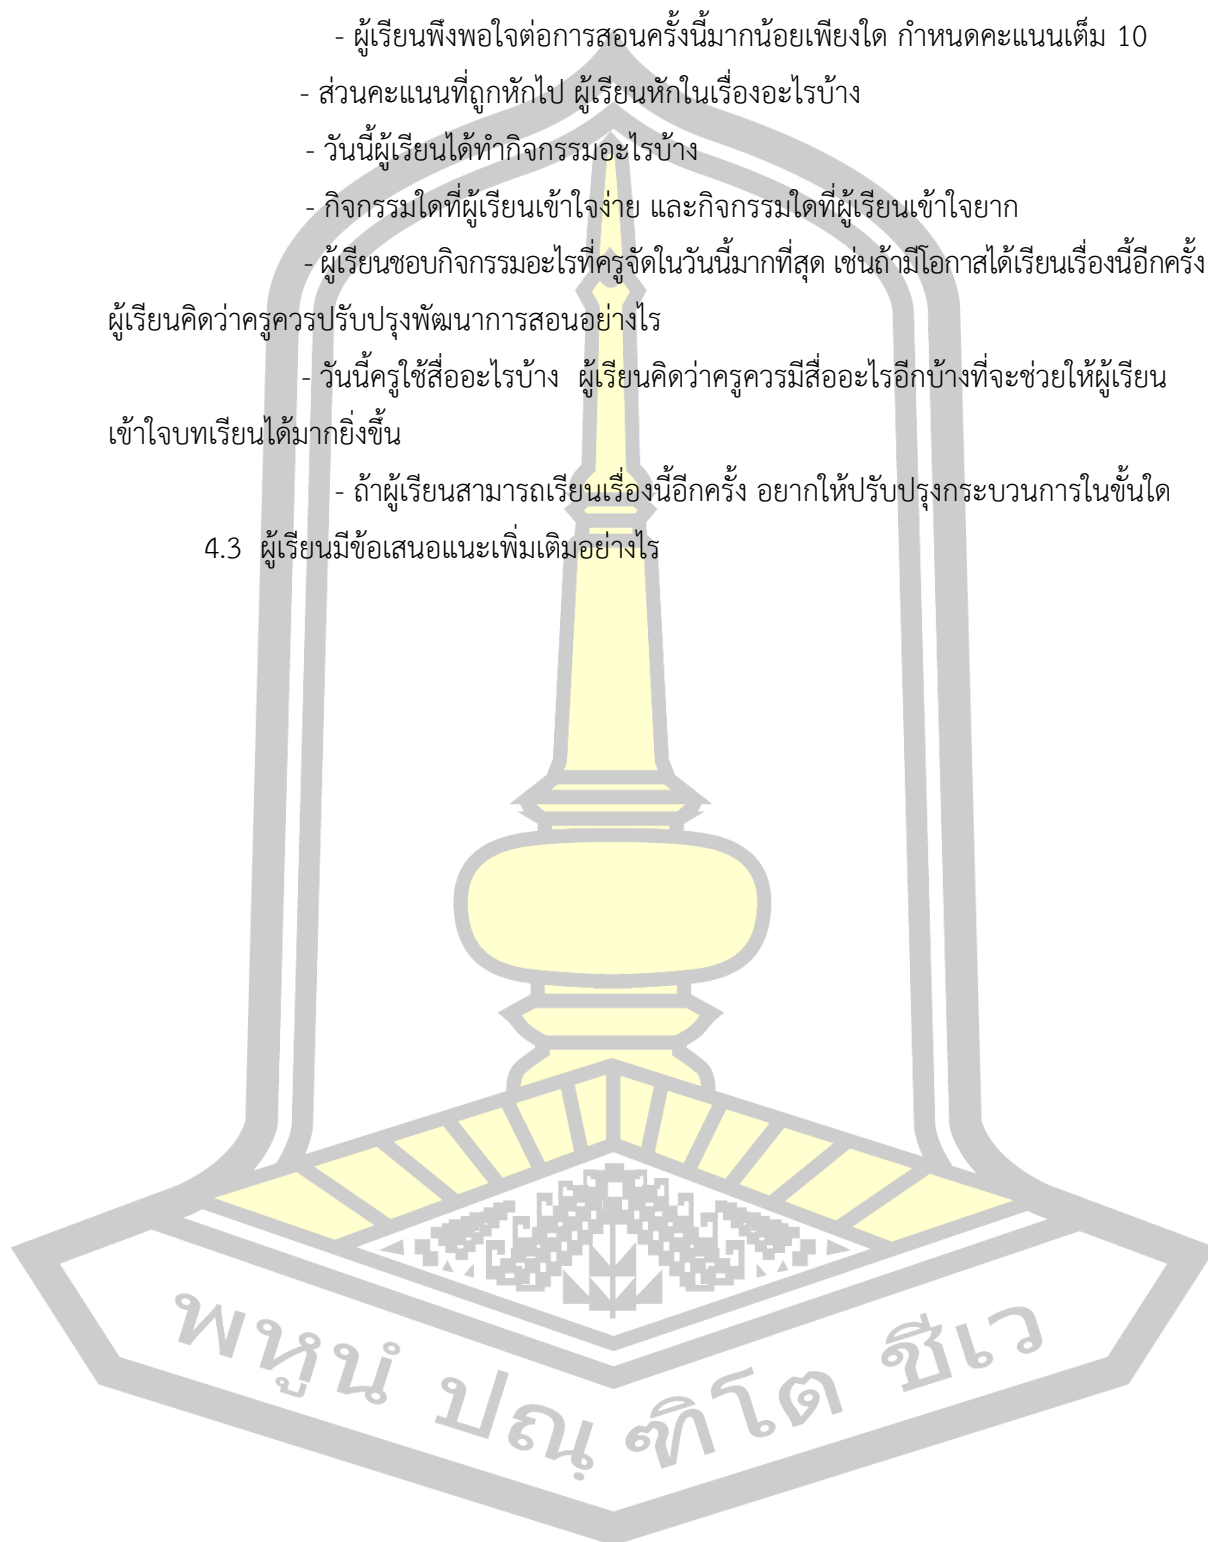 - ผู้เรียนพึงพอใจต่อการสอนครั้งนี้มากน้อยเพียงใด กำหนดคะแนนเต็ม 10
- ส่วนคะแนนที่ถูกหักไป ผู้เรียนหักในเรื่องอะไรบ้าง
- วันนี้ผู้เรียนได้ทำกิจกรรมอะไรบ้าง
- กิจกรรมใดที่ผู้เรียนเข้าใจง่าย และกิจกรรมใดที่ผู้เรียนเข้าใจยาก
- ผู้เรียนชอบกิจกรรมอะไรที่ครูจัดในวันนี้มากที่สุด เช่นถ้ามีโอกาสได้เรียนเรื่องนี้อีกครั้ง
ผู้เรียนคิดว่าครูควรปรับปรุงพัฒนาการสอนอย่างไร
- วันนี้ครูใช้สื่ออะไรบ้าง ผู้เรียนคิดว่าครูควรมีสื่ออะไรอีกบ้างที่จะช่วยให้ผู้เรียน
เข้าใจบทเรียนได้มากยิ่งขึ้น
- ถ้าผู้เรียนสามารถเรียนเรื่องนี้อีกครั้ง อยากให้ปรับปรุงกระบวนการในขั้นใด
4.3 ผู้เรียนมีข้อเสนอแนะเพิ่มเติมอย่างไร
พหูนํ ปณฺฑิโต ชีเว